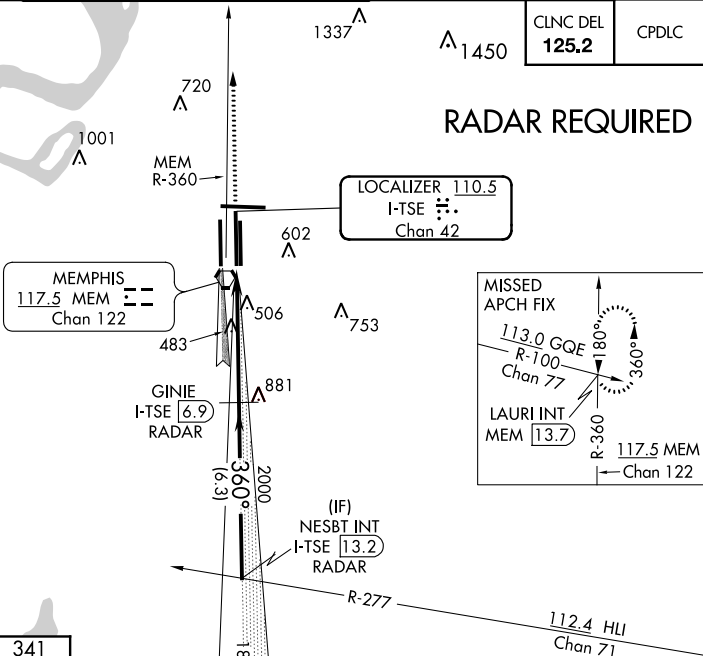 CLNC DEL
125.2
CPDLC
1337
1450
720
1001
RADAR REQUIRED
MEM
R-360
LOCALIZER 110.5
I-TSE
Chan 42
602
MEMPHIS
117.5 MEM
Chan 122
506
753
483
MISSED
APCH FIX
113.0 GQE
R-100
Chan 77
180°
360°
LAURI INT
MEM 13.7
R-360
117.5 MEM
Chan 122
881
GINIE
I-TSE 6.9
RADAR
2000
360°
(6.3)
(IF)
NESBT INT
I-TSE 13.2
RADAR
R-277
112.4 HLI
Chan 71
341